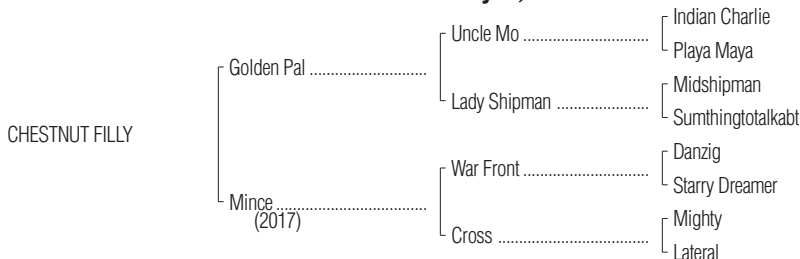 Indian Charlie
Uncle Mo ..............................
Playa Maya
Golden Pal ............................
Midshipman
Lady Shipman ......................
Sumthingtotalkabt
CHESTNUT FILLY
Danzig
War Front ..............................
Starry Dreamer
Mince ....................................
(2017)
Mighty
Cross ....................................
Lateral